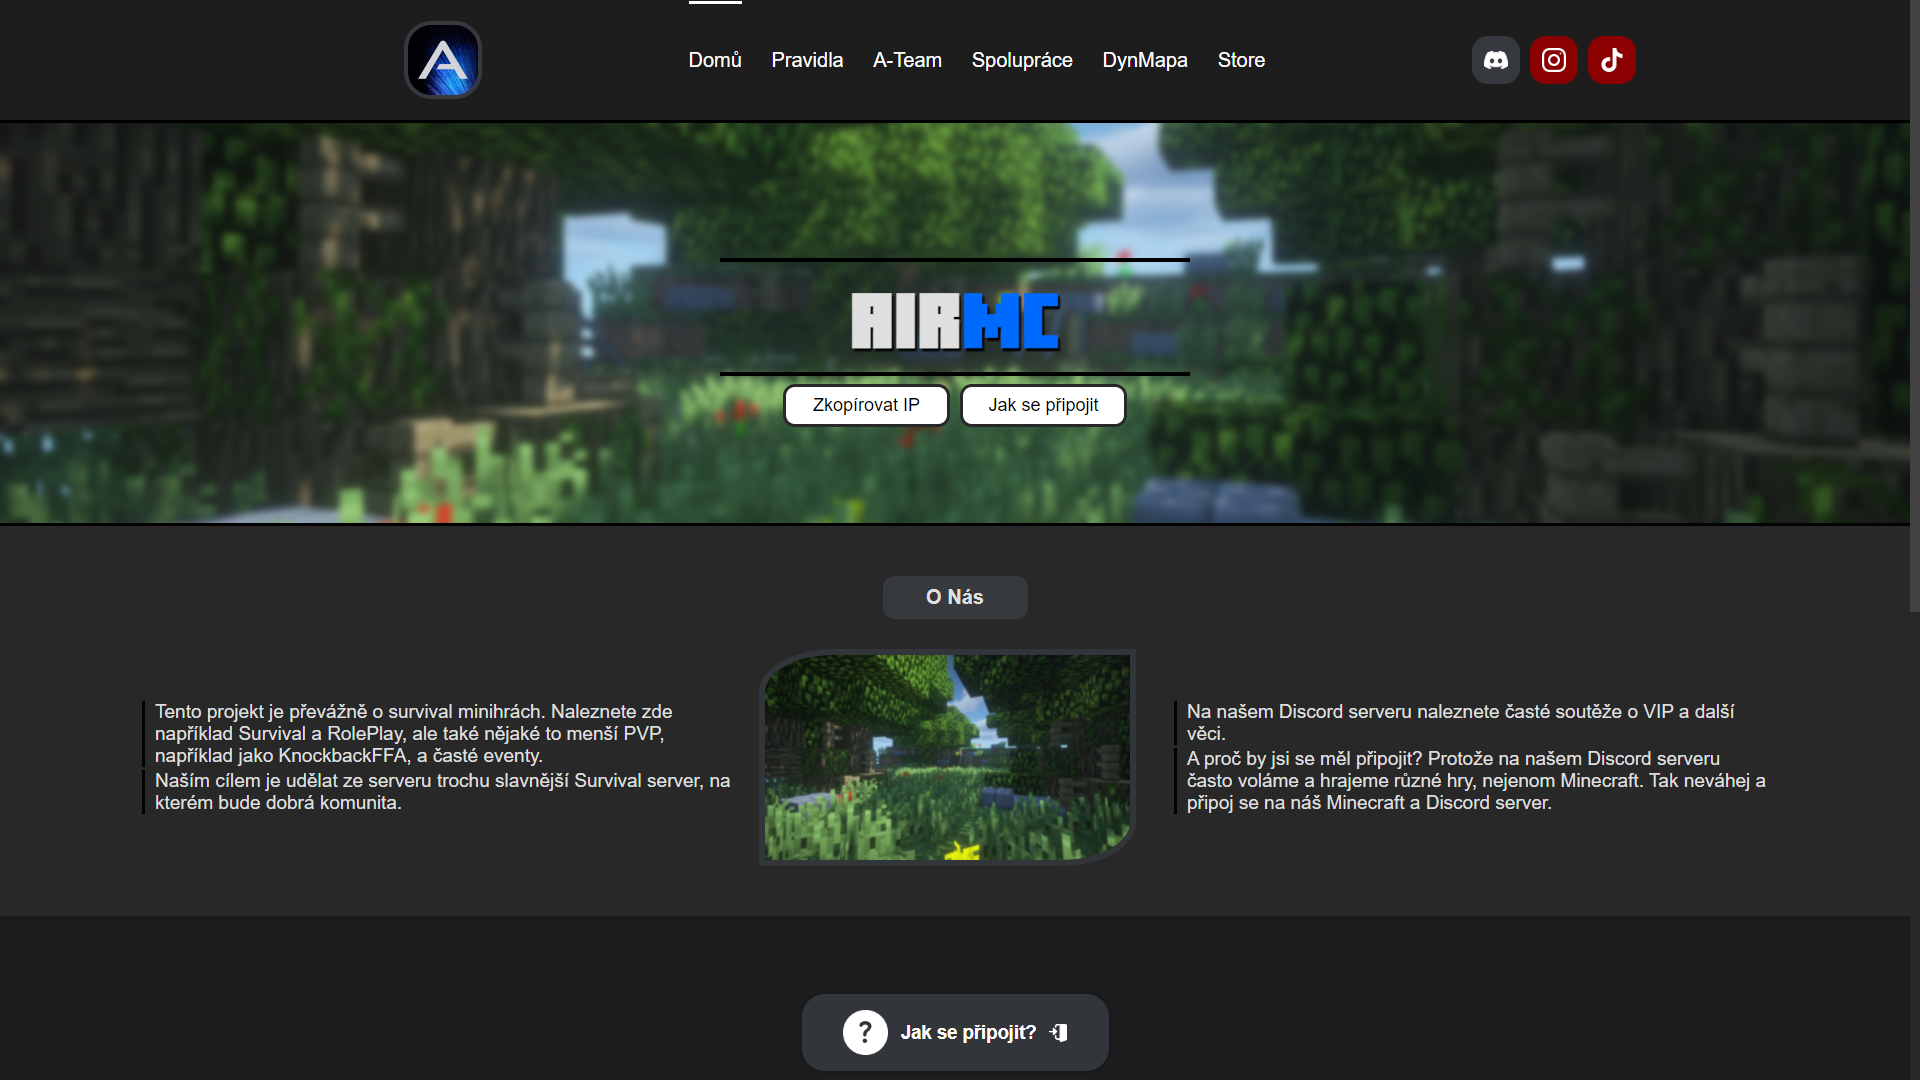 Domů
Pravidla
A-Team
Spolupráce
DynMapa
Store
AIRMC
Zkopírovat IP
Jak se připojit
O Nás
Tento projekt je převážně o survival minihrách. Naleznete zde
například Survival a RolePlay, ale také nějaké to menší PVP,
například jako KnockbackFFA, a časté eventy.
Naším cílem je udělat ze serveru trochu slavnější Survival server, na
kterém bude dobrá komunita.
Na našem Discord serveru naleznete časté soutěže o VIP a další
věci.
A proč by jsi se měl připojit? Protože na našem Discord serveru
často voláme a hrajeme různé hry, nejenom Minecraft. Tak neváhej a
připoj se na náš Minecraft a Discord server.
? Jak se připojit?